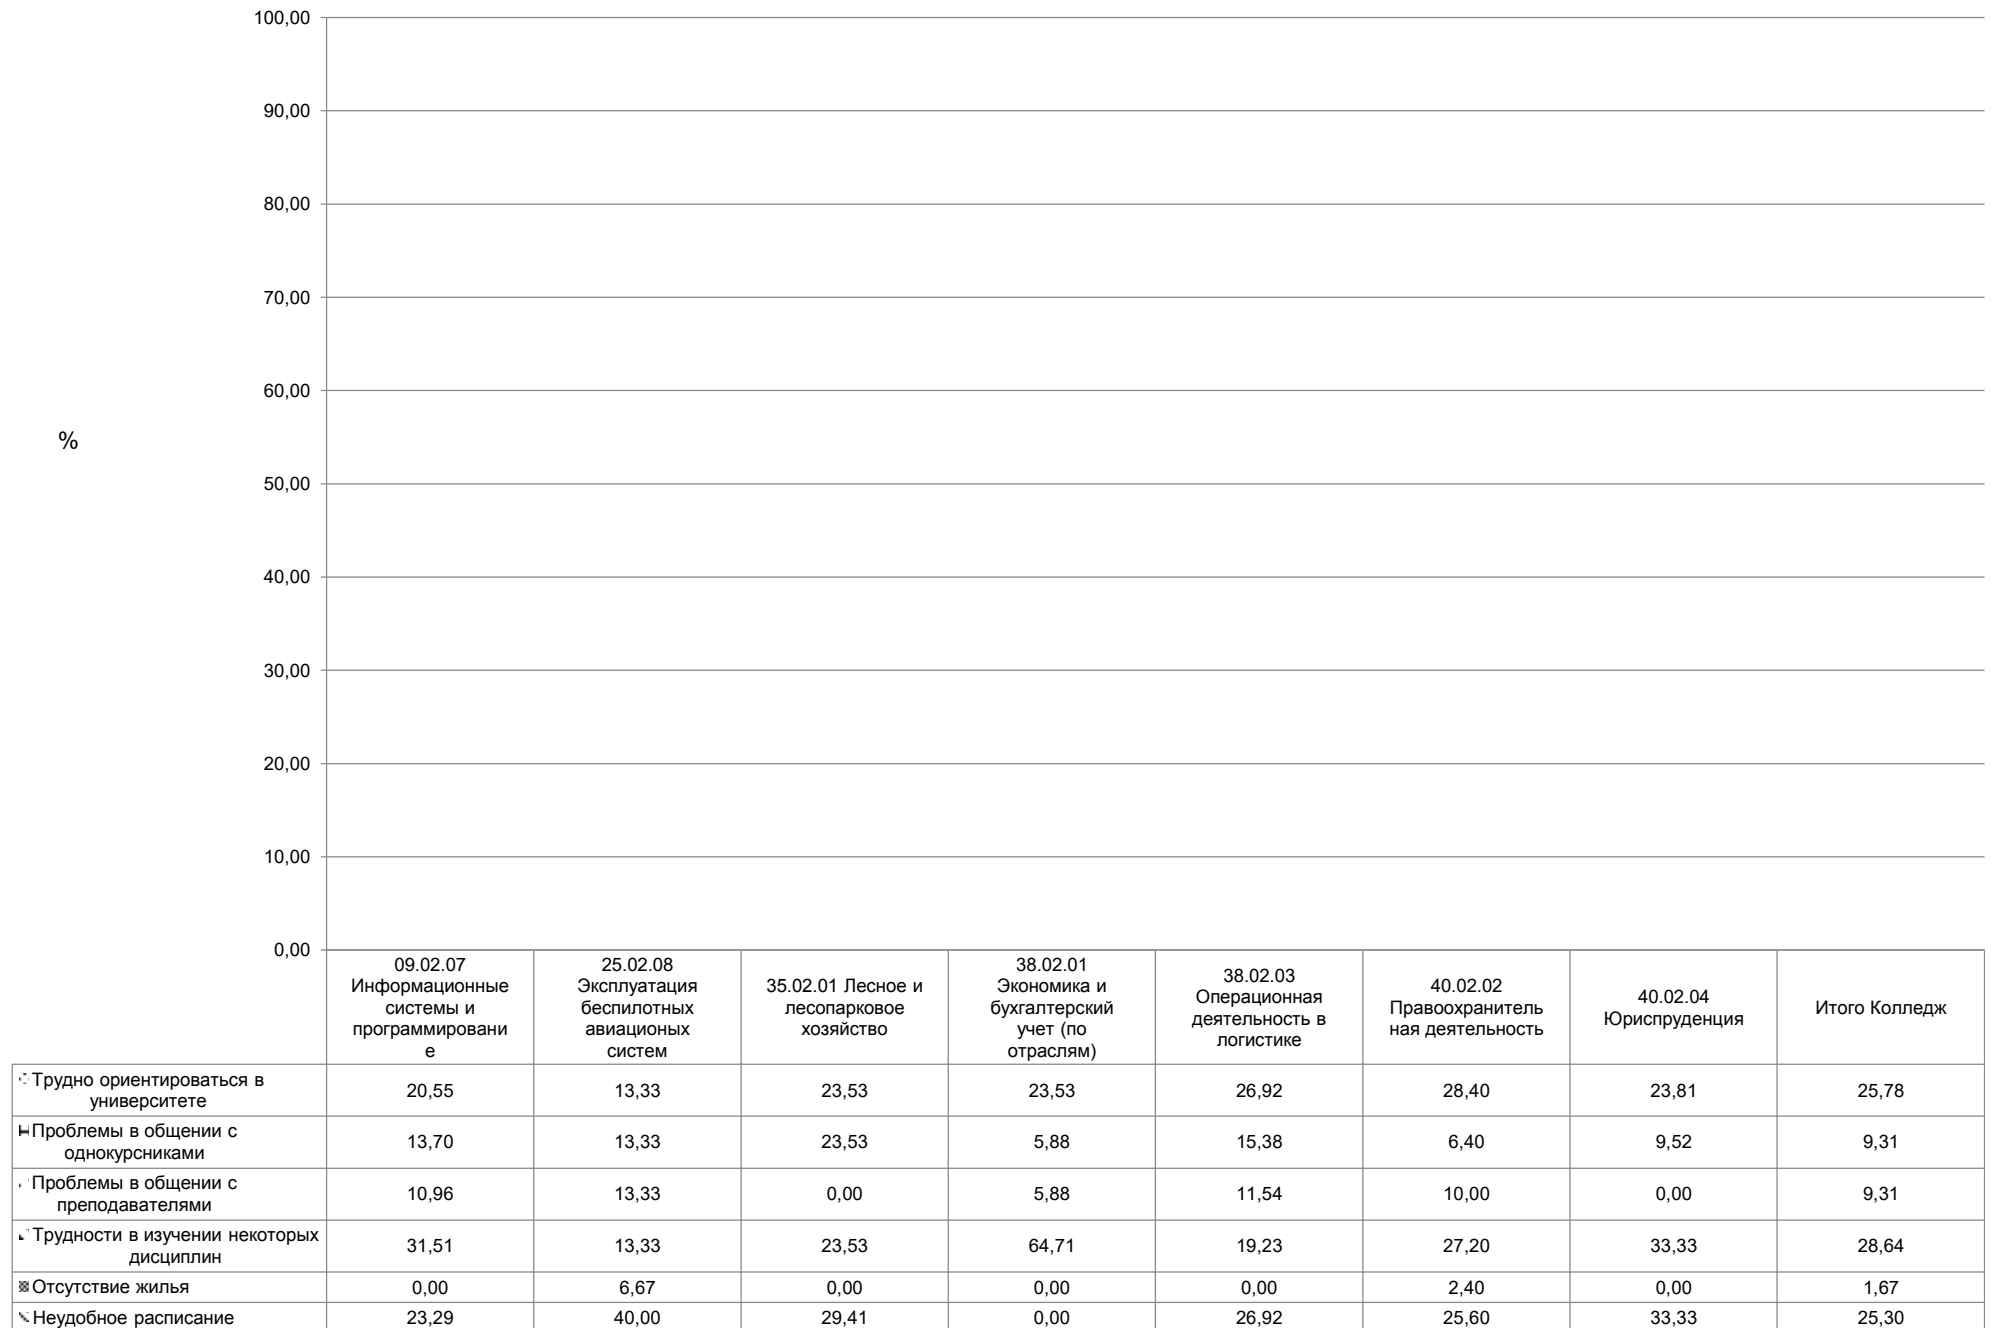 100,00
90,00
80,00
70,00
60,00
%
50,00
40,00
30,00
20,00
10,00
0,00
09.02.07
Информационные
системы и
программировани
е
25.02.08
Эксплуатация
беспилотных
авиационых
систем
35.02.01 Лесное и
лесопарковое
хозяйство
38.02.01
Экономика и
бухгалтерский
учет (по
отраслям)
38.02.03
Операционная
деятельность в
логистике
40.02.02
Правоохранитель
ная деятельность
40.02.04
Юриспруденция
Итого Колледж
Трудно ориентироваться в
университете
20,55 13,33 23,53 23,53 26,92 28,40 23,81 25,78
Проблемы в общении с
однокурсниками
13,70 13,33 23,53 5,88 15,38 6,40 9,52 9,31
Проблемы в общении с
преподавателями
10,96 13,33 0,00 5,88 11,54 10,00 0,00 9,31
Трудности в изучении некоторых
дисциплин
31,51 13,33 23,53 64,71 19,23 27,20 33,33 28,64
Отсутствие жилья 0,00 6,67 0,00 0,00 0,00 2,40 0,00 1,67
Неудобное расписание 23,29 40,00 29,41 0,00 26,92 25,60 33,33 25,30